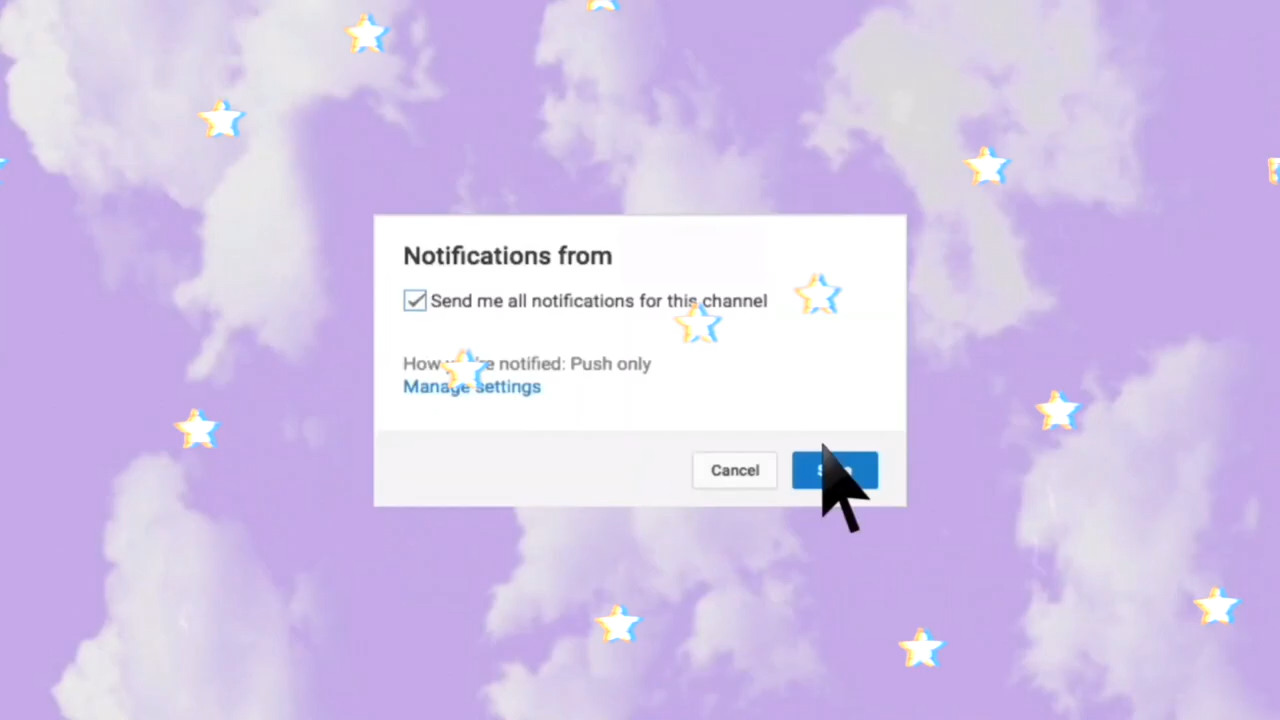 Notifications from
Send me all notifications for this channel
How notified: Push only
Manage settings
Cancel